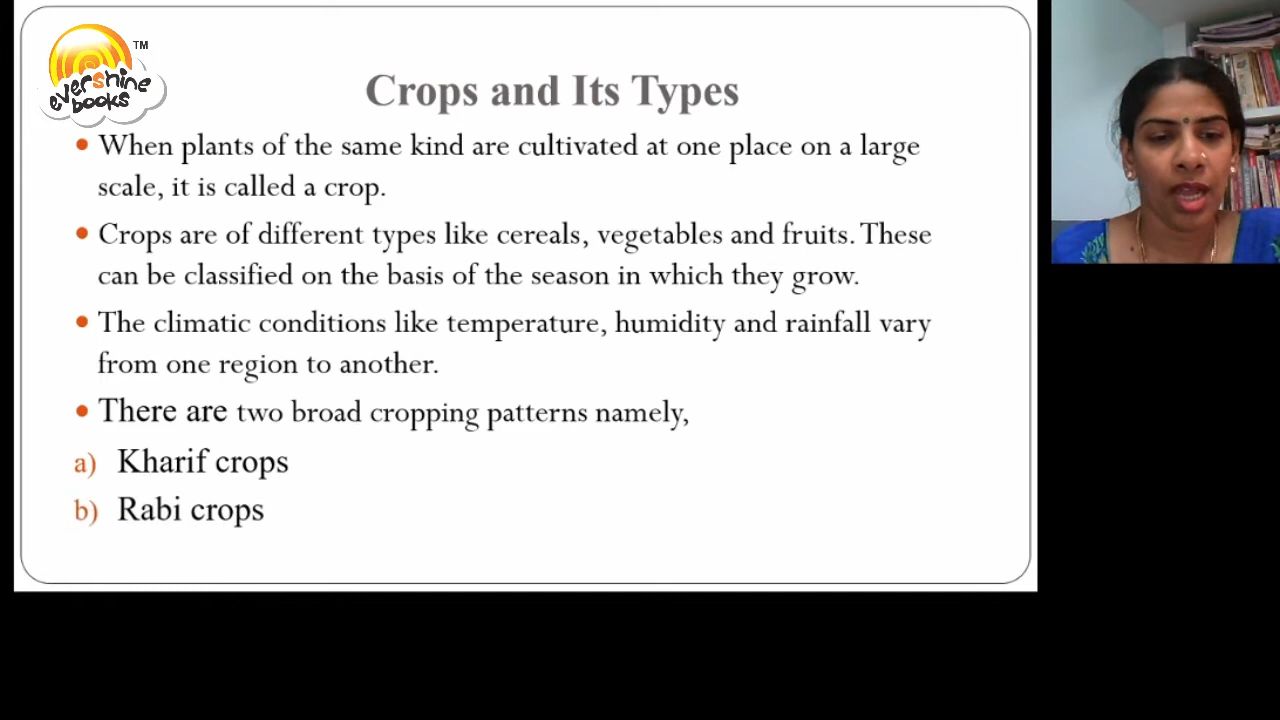 TM
evershine
books
Crops and Its Types
• When plants of the same kind are cultivated at one place on a large
scale, it is called a crop.
• Crops are of different types like cereals, vegetables and fruits. These
can be classified on the basis of the season in which they grow.
• The climatic conditions like temperature, humidity and rainfall vary
from one region to another.
• There are two broad cropping patterns namely,
a) Kharif crops
b) Rabi crops